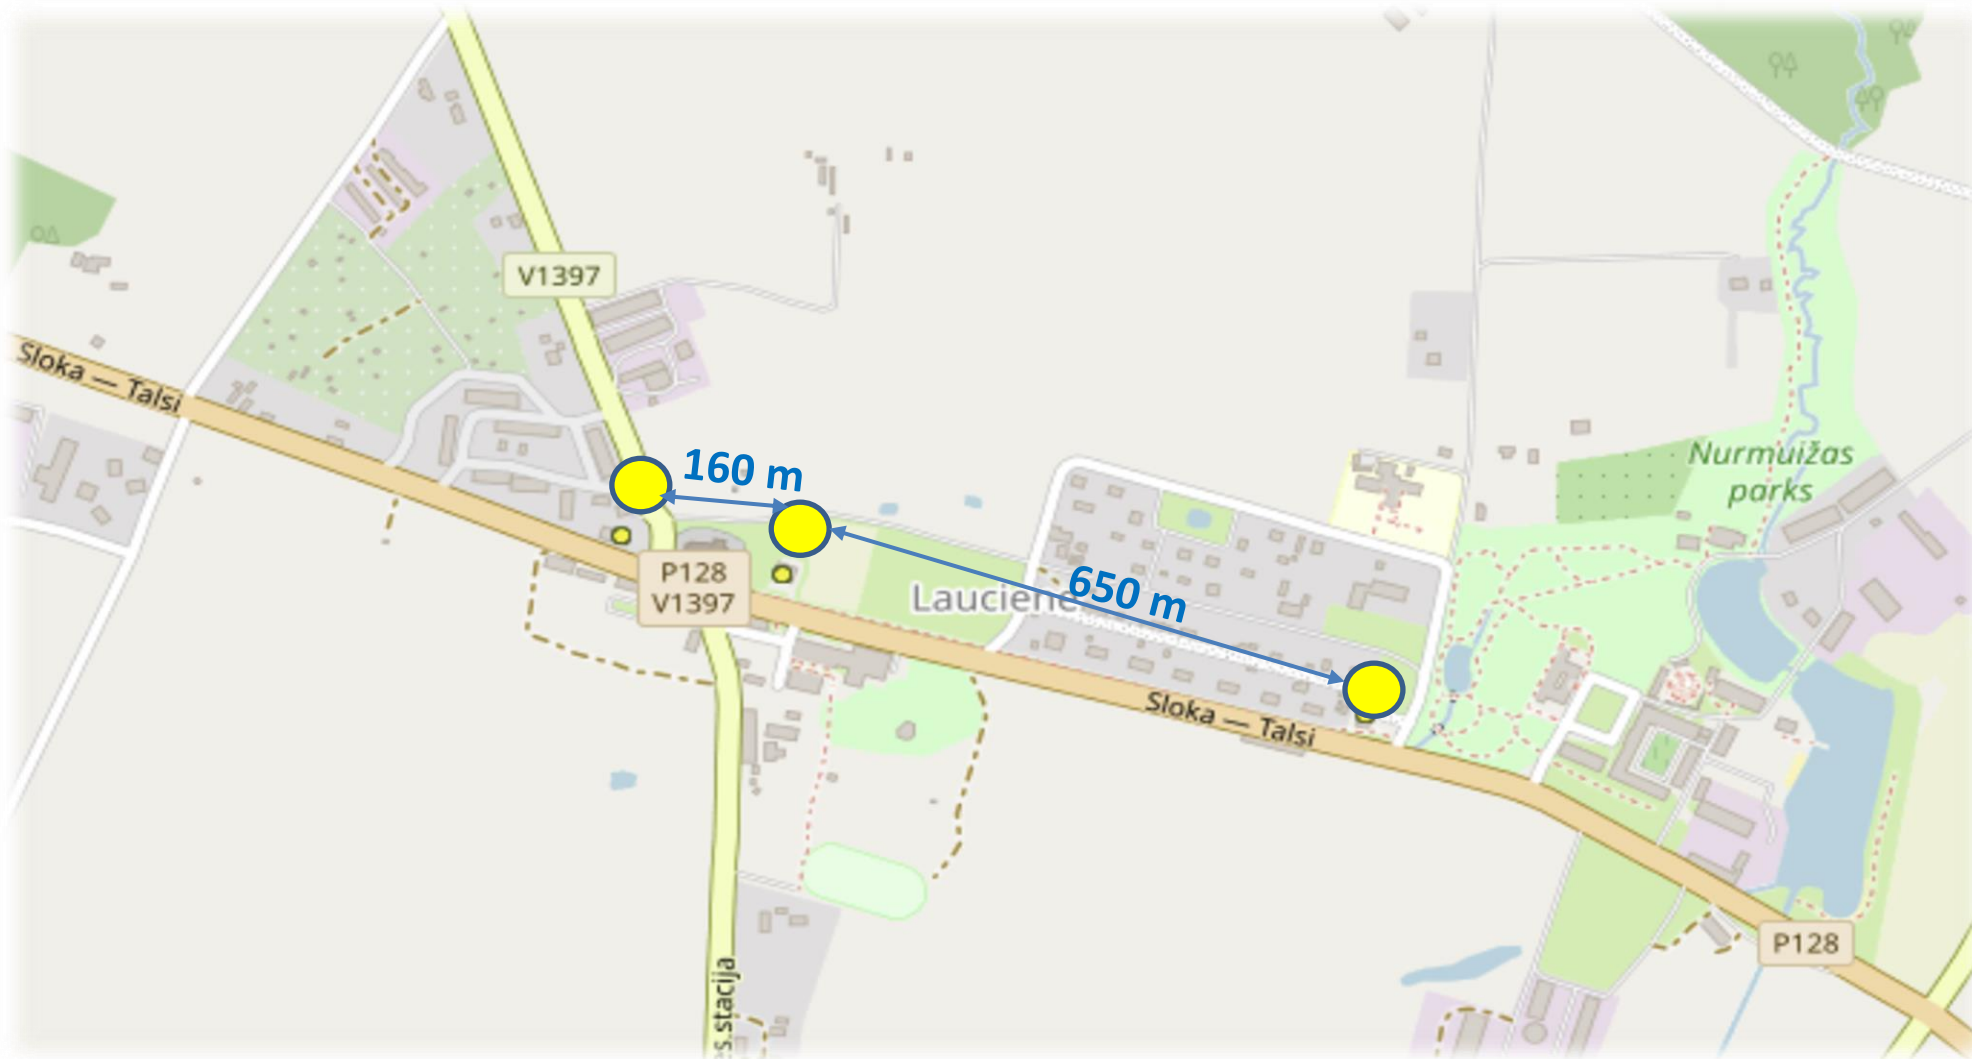 V1397
Sloka — Talsi
160 m
Nurmuižas
parks
P128
V1397
650 m
Lauciene
Sloka — Talsi
P128
s.stacija